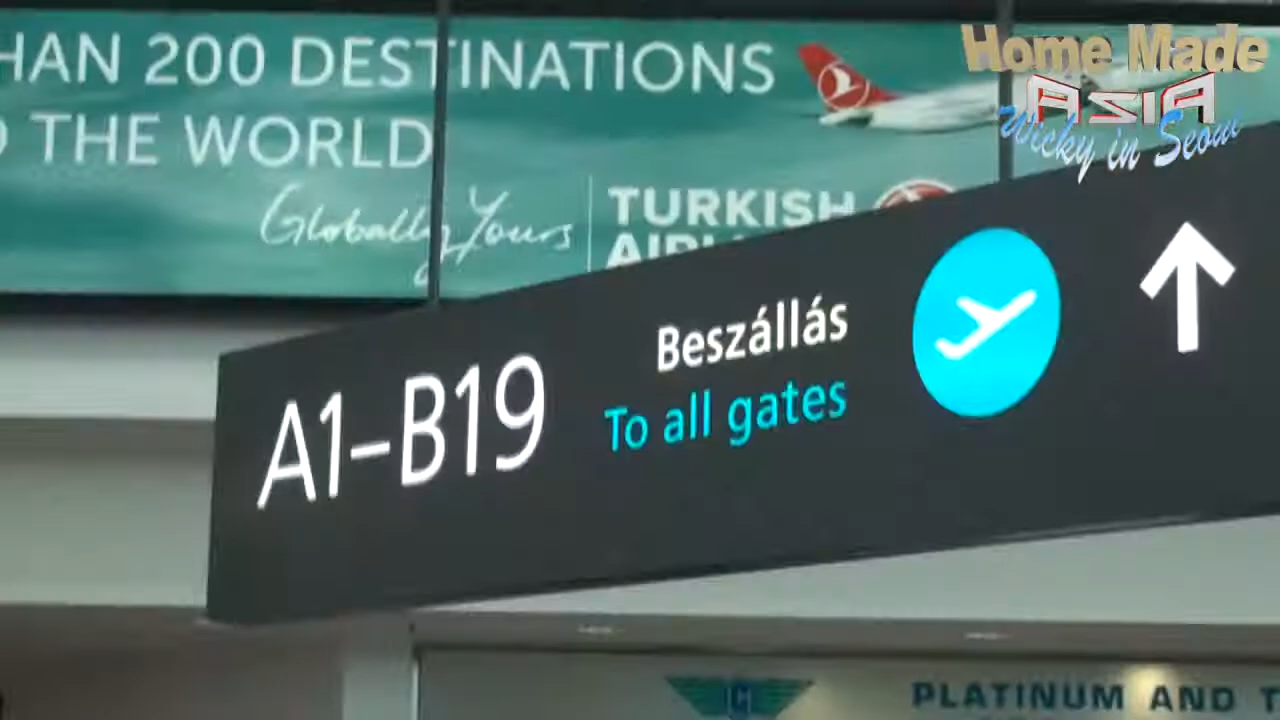 HAN 200 DESTINATIONS
THE WORLD
Globally Yours
TURKISH
Home Made
ASIA
Wicky in Seoul
A1-B19
Beszállás
To all gates
PLATINUM AND